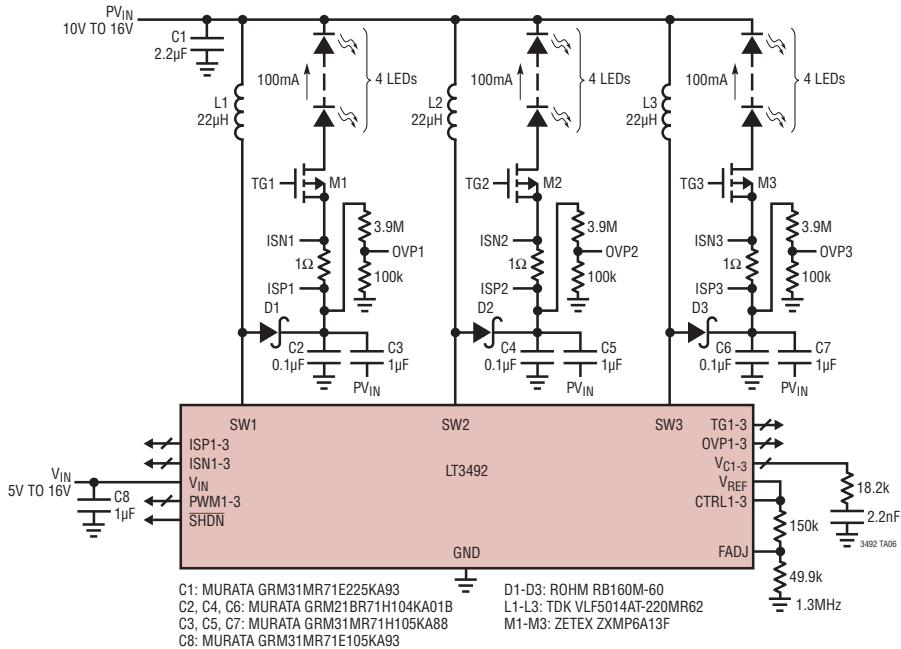 PVIN
10V TO 16V
C1
2.2µF
100mA
4 LEDs
100mA
4 LEDs
100mA
4 LEDs
L1
22µH
L2
22µH
L3
22µH
TG1
M1
TG2
M2
TG3
M3
ISN1
1Ω
ISP1
3.9M
OVP1
100k
ISN2
1Ω
ISP2
3.9M
OVP2
100k
ISN3
1Ω
ISP3
3.9M
OVP3
100k
D1
D2
D3
C2
0.1µF
C3
1µF
PVIN
C4
0.1µF
C5
1µF
PVIN
C6
0.1µF
C7
1µF
PVIN
SW1
SW2
SW3
VIN
5V TO 16V
C8
1µF
ISP1-3
ISN1-3
VIN
PWM1-3
SHDN
LT3492
GND
TG1-3
OVP1-3
VC1-3
VREF
CTRL1-3
FADJ
18.2k
2.2nF
3492 TA06
150k
49.9k
1.3MHz
C1: MURATA GRM31MR71E225KA93
C2, C4, C6: MURATA GRM21BR71H104KA01B
C3, C5, C7: MURATA GRM31MR71H105KA88
C8: MURATA GRM31MR71E105KA93
D1-D3: ROHM RB160M-60
L1-L3: TDK VLF5014AT-220MR62
M1-M3: ZETEX ZXMP6A13F